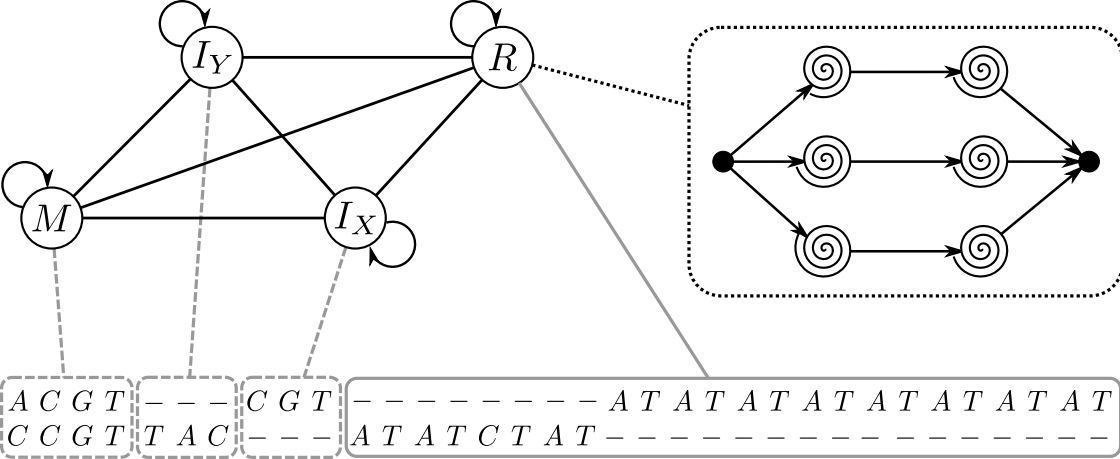 I_Y R
M I_X
A C G T - - - C G T - - - - - - - - A T A T A T A T A T A T A T A T
C C G T T A C - - - A T A T C T A T - - - - - - - - - - - - - - - -